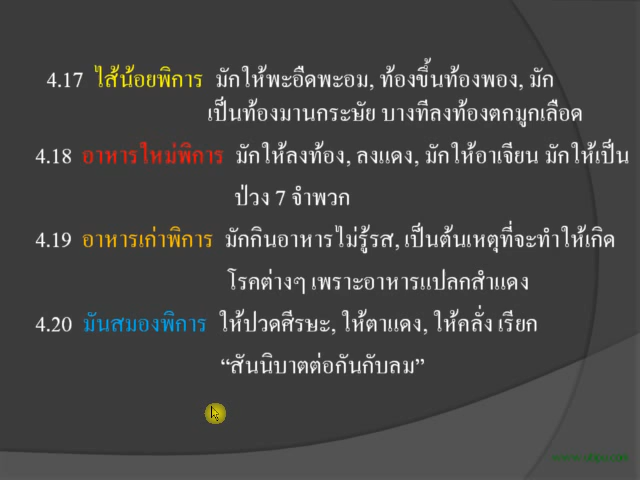 4.17 ไส้น้อยพิการ มักให้พะอืดพะอม, ท้องขึ้นท้องพอง, มัก
เป็นท้องมานกระษัย บางทีลงท้องตกมูกเลือด
4.18 อาหารใหม่พิการ มักให้ลงท้อง, ลงแดง, มักให้อาเจียน มักให้เป็น
ป่วง 7 จำพวก
4.19 อาหารเก่าพิการ มักกินอาหารไม่รู้รส, เป็นต้นเหตุที่จะทำให้เกิด
โรคต่างๆ เพราะอาหารแปลกสำแดง
4.20 มันสมองพิการ ให้ปวดศีรษะ, ให้ตาแดง, ให้คลั่ง เรียก
“สันนิบาตต่อกันกับลม”